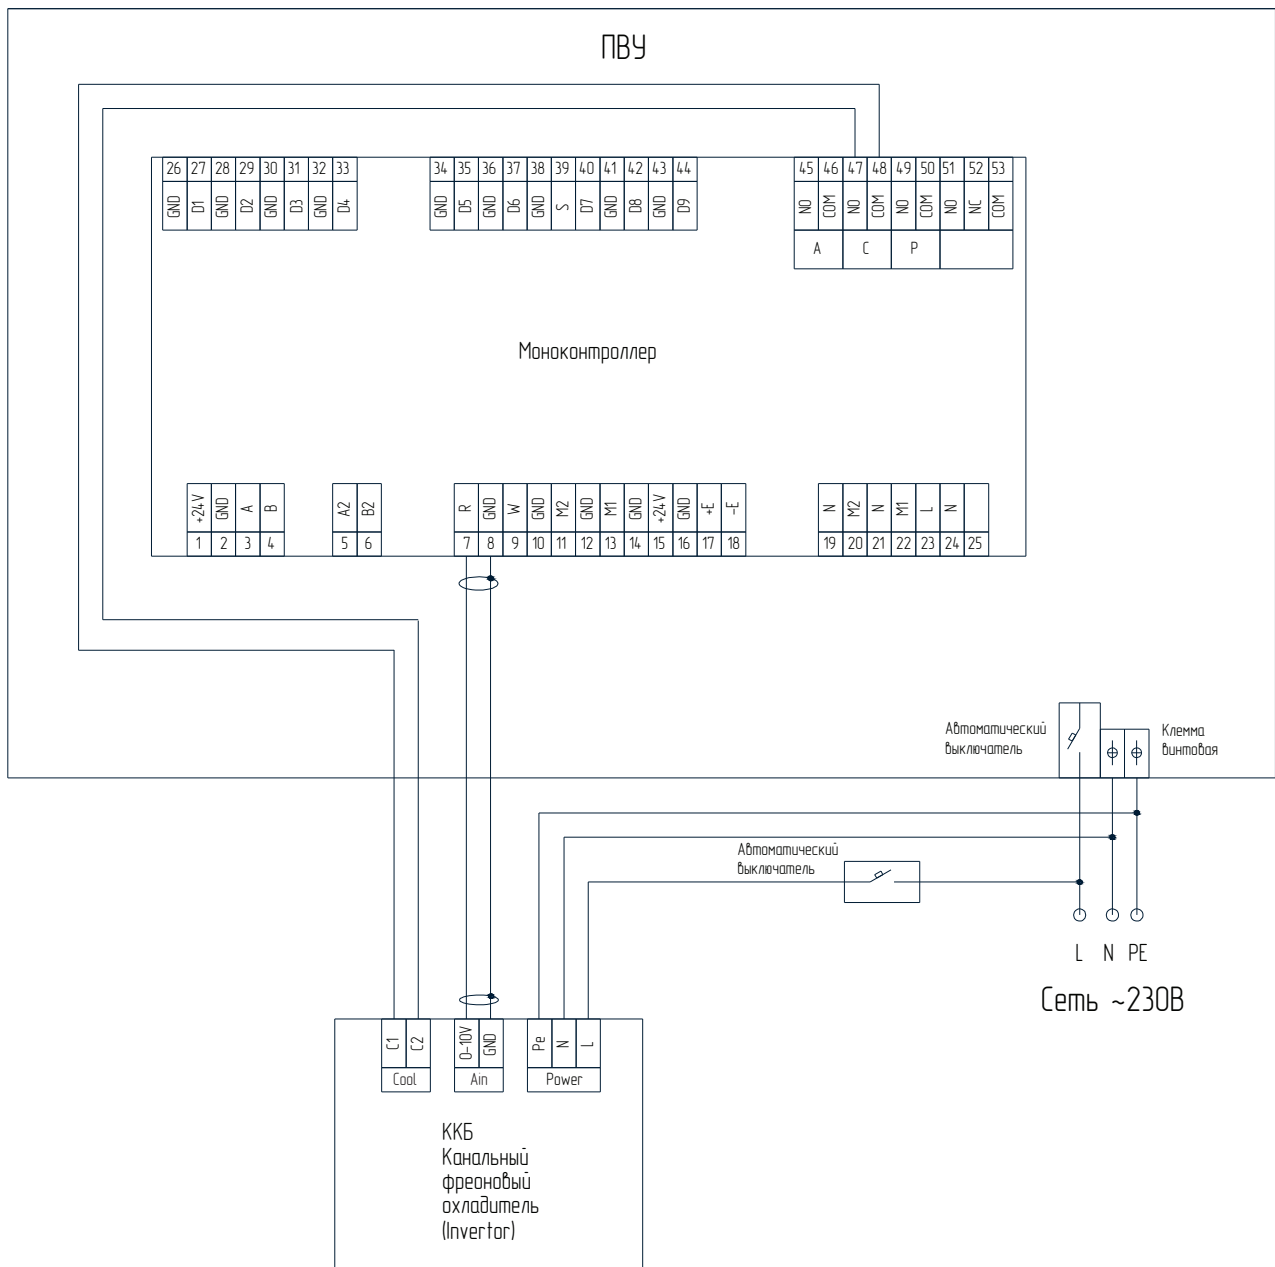 ПВУ
26 27 28 29 30 31 32 33
GND D1 GND D2 GND D3 GND D4
34 35 36 37 38 39 40 41 42 43 44
GND D5 GND D6 GND S D7 GND D8 GND D9
45 46 47 48 49 50 51 52 53
NO COM NO COM NO COM NO NC COM
A C P
Моноконтроллер
+24V GND A B
1 2 3 4
A2 B2
5 6
R GND W GND M2 GND M1 GND +24V GND +E -E
7 8 9 10 11 12 13 14 15 16 17 18
N M2 N M1 L N
19 20 21 22 23 24 25
Автоматический
выключатель
Клемма
винтовая
Автоматический
выключатель
L N PE
Сеть ~230В
C1 C2
Cool
0-10V GND
Ain
Pe N L
Power
ККБ
Канальный
фреоновый
охладитель
(Invertor)